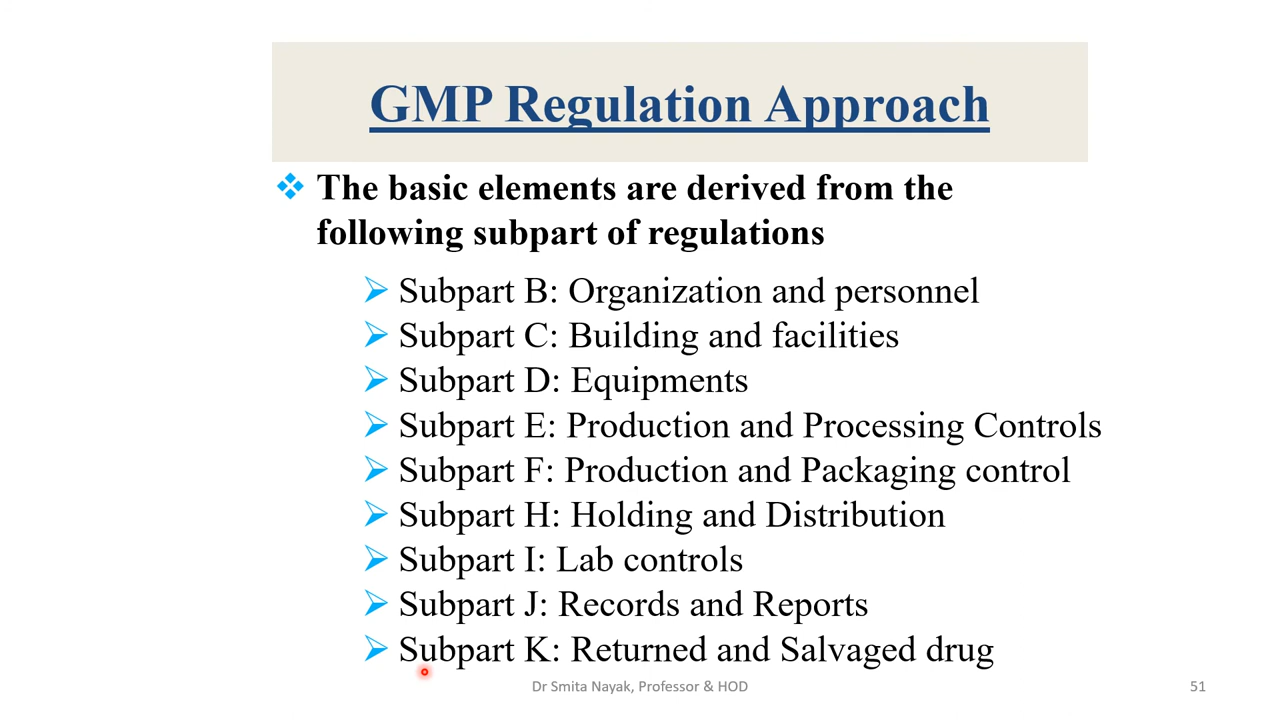 GMP Regulation Approach
The basic elements are derived from the
following subpart of regulations
Subpart B: Organization and personnel
Subpart C: Building and facilities
Subpart D: Equipments
Subpart E: Production and Processing Controls
Subpart F: Production and Packaging control
Subpart H: Holding and Distribution
Subpart I: Lab controls
Subpart J: Records and Reports
Subpart K: Returned and Salvaged drug
Dr Smita Nayak, Professor & HOD
51